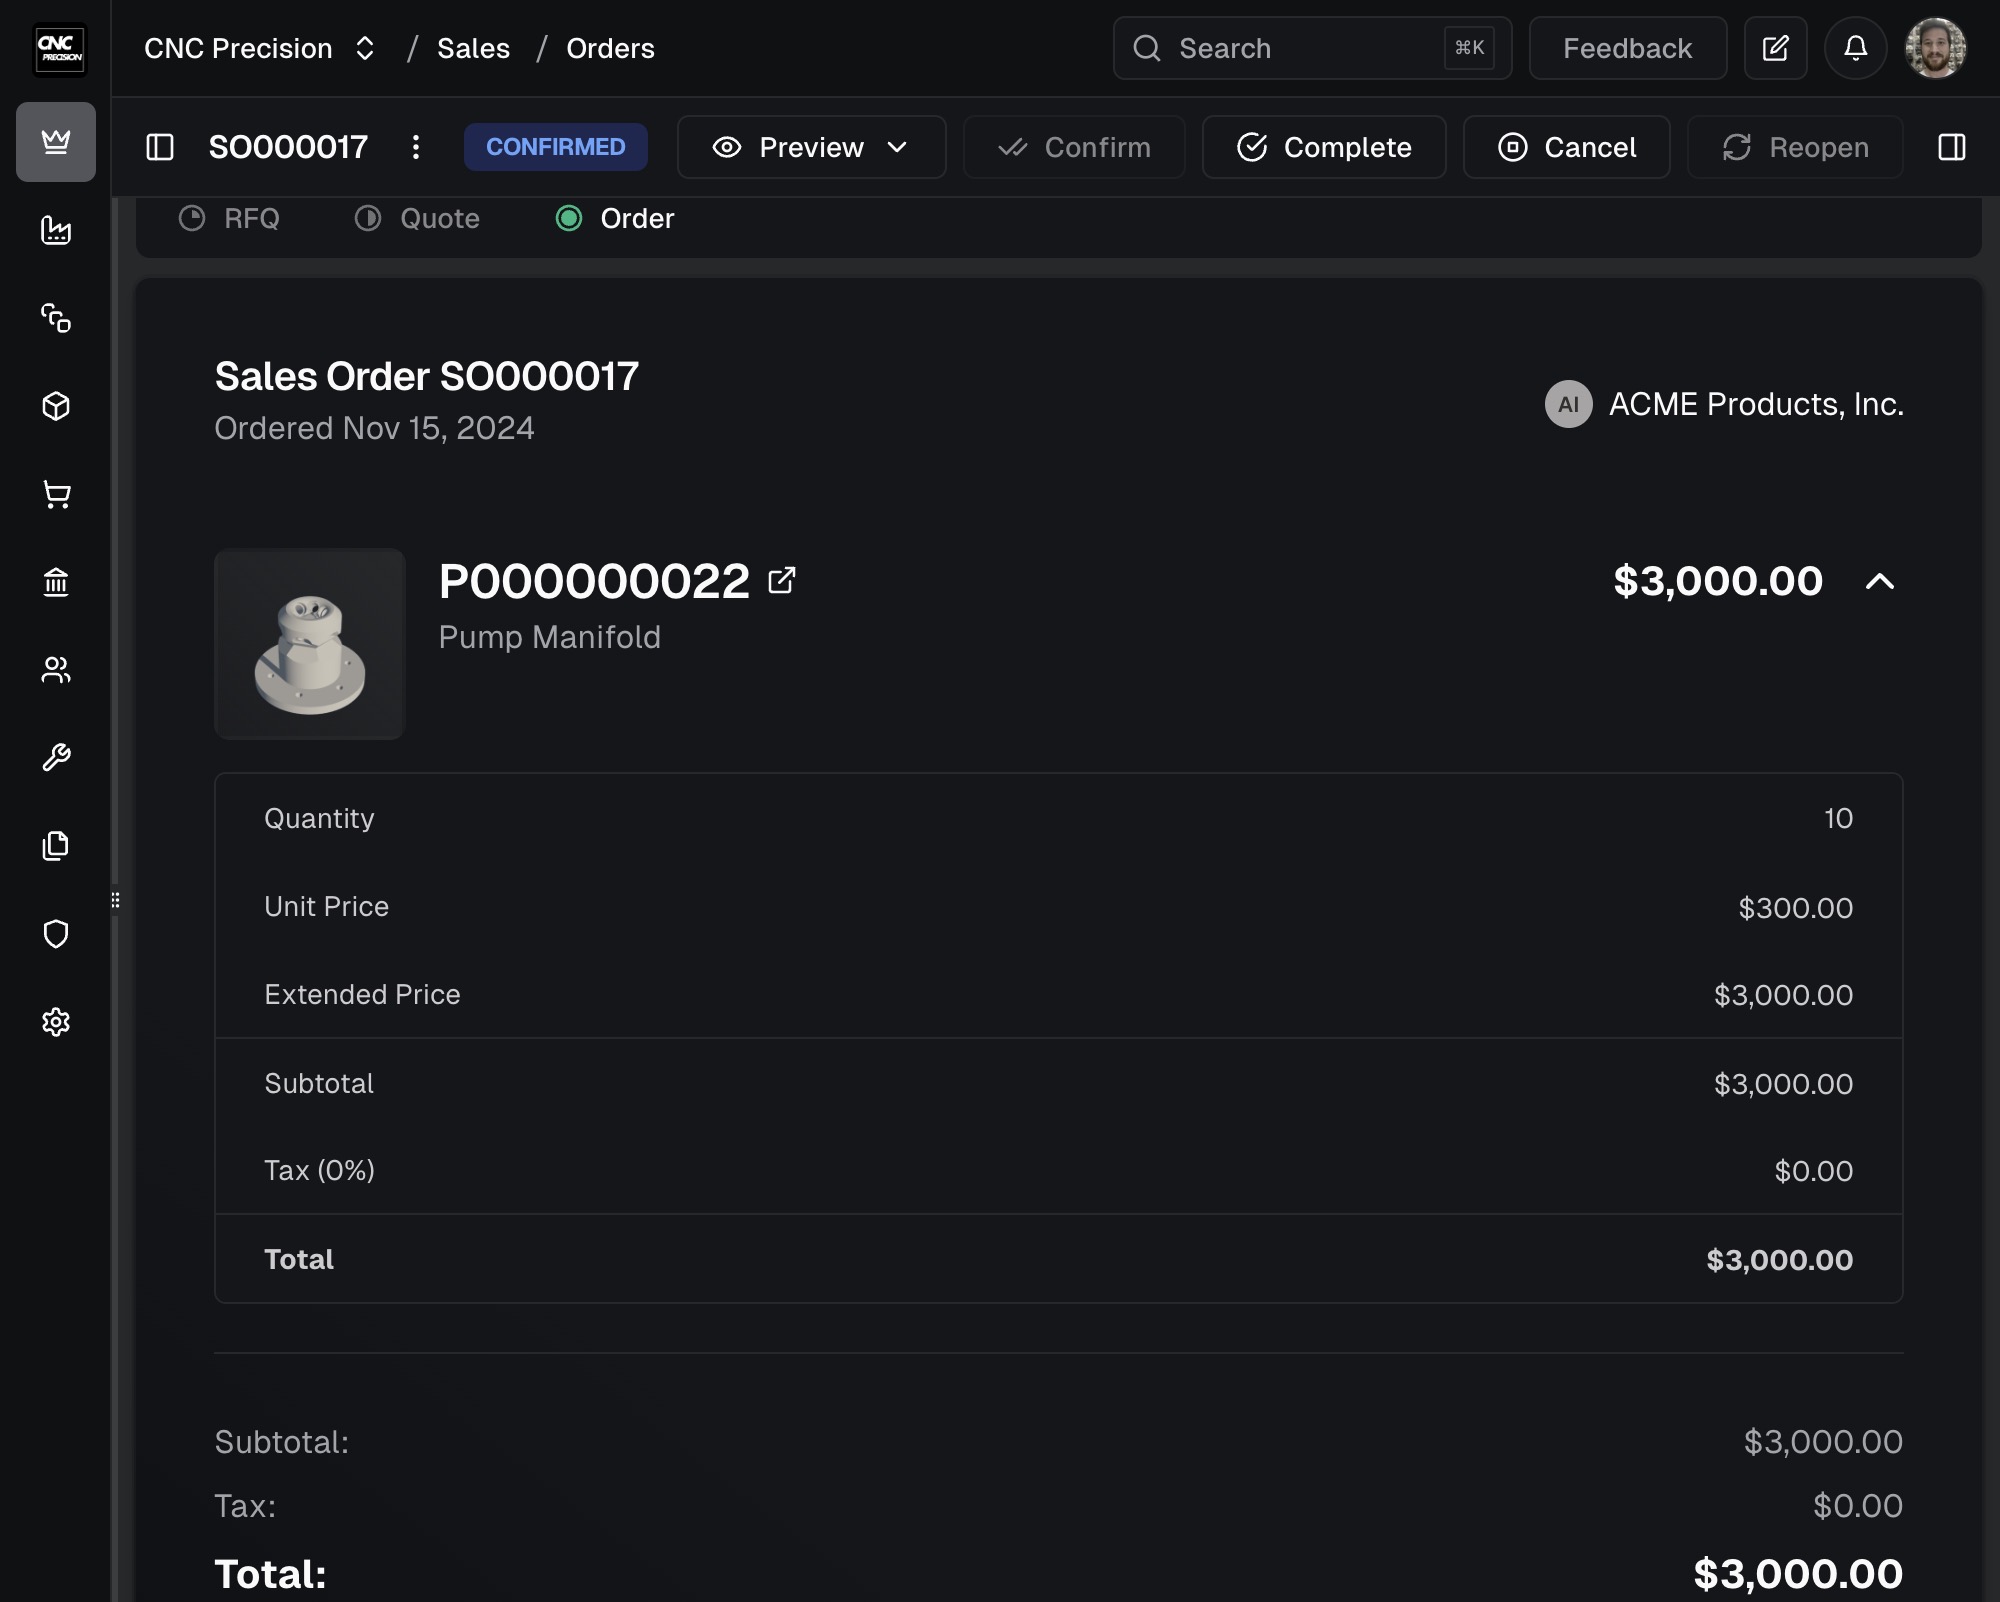 CNC
PRECISION
CNC Precision / Sales / Orders
Search ⌘K
Feedback
SO000017
CONFIRMED
Preview
Confirm
Complete
Cancel
Reopen
RFQ
Quote
Order
Sales Order SO000017
Ordered Nov 15, 2024
AI ACME Products, Inc.
P000000022
$3,000.00
Pump Manifold
Quantity 10
Unit Price $300.00
Extended Price $3,000.00
Subtotal $3,000.00
Tax (0%) $0.00
Total $3,000.00
Subtotal: $3,000.00
Tax: $0.00
Total: $3,000.00